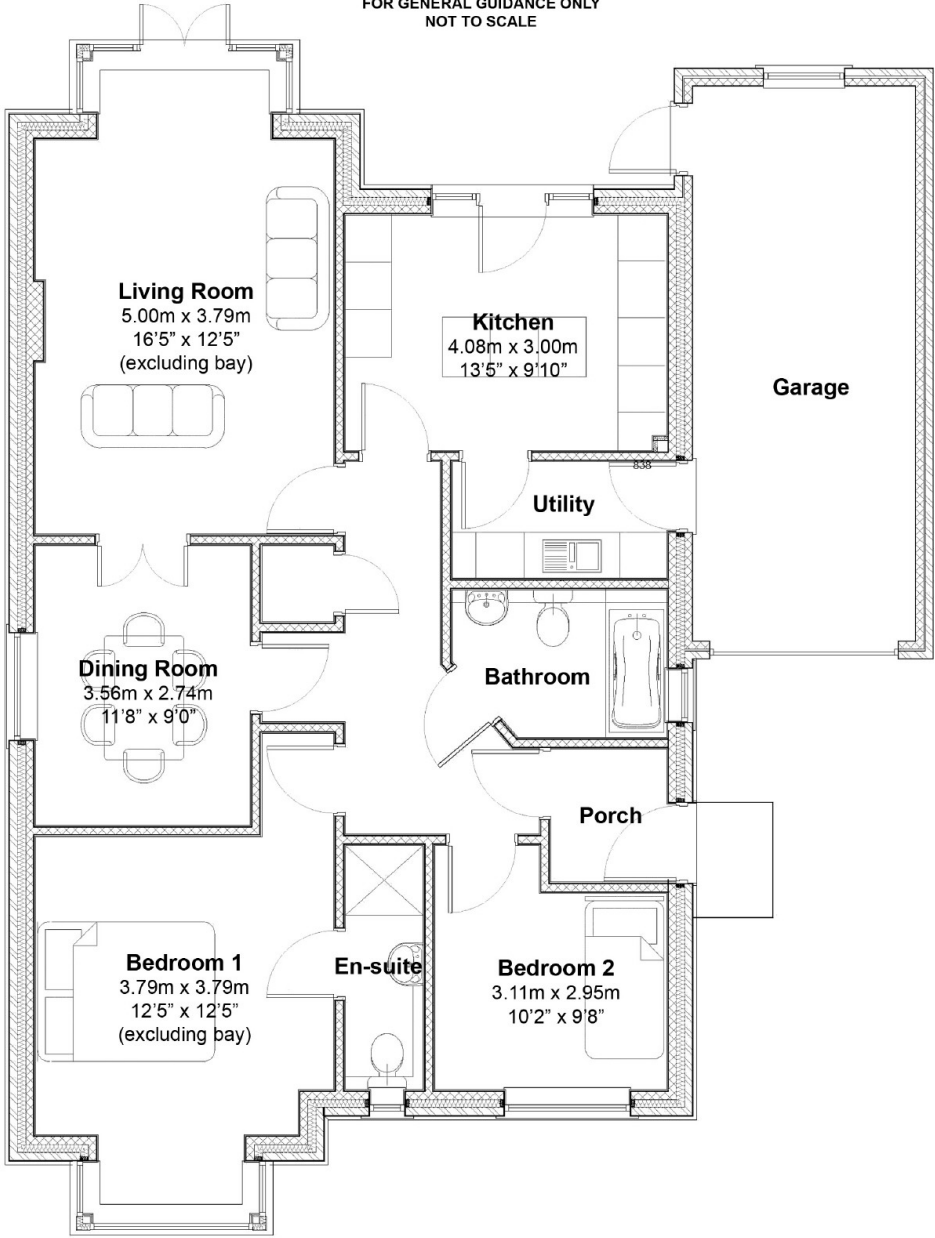 FOR GENERAL GUIDANCE ONLY
NOT TO SCALE
Living Room
5.00m x 3.79m
16'5” x 12'5”
(excluding bay)
Kitchen
4.08m x 3.00m
13'5” x 9'10”
Garage
838
Utility
Dining Room
3.56m x 2.74m
11'8” x 9'0”
Bathroom
Porch
Bedroom 1
3.79m x 3.79m
12'5” x 12'5”
(excluding bay)
En-suite
Bedroom 2
3.11m x 2.95m
10'2” x 9'8”